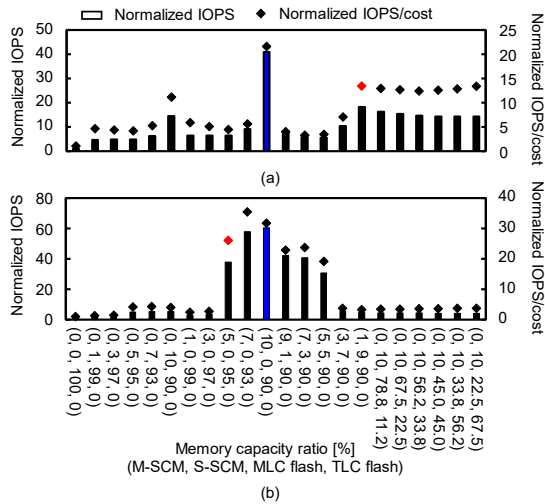 Normalized IOPS
Normalized IOPS/cost
50
40
30
20
10
0
Normalized IOPS
25
20
15
10
5
0
Normalized IOPS/cost
(a)
80
60
40
20
0
Normalized IOPS
40
30
20
10
0
Normalized IOPS/cost
(0, 0, 100, 0)
(0, 1, 99, 0)
(0, 3, 97, 0)
(0, 5, 95, 0)
(0, 7, 93, 0)
(0, 10, 90, 0)
(1, 0, 99, 0)
(3, 0, 97, 0)
(5, 0, 95, 0)
(7, 0, 93, 0)
(10, 0, 90, 0)
(9, 1, 90, 0)
(7, 3, 90, 0)
(5, 5, 90, 0)
(3, 7, 90, 0)
(1, 9, 90, 0)
(0, 10, 78.8, 11.2)
(0, 10, 67.5, 22.5)
(0, 10, 56.2, 33.8)
(0, 10, 45.0, 45.0)
(0, 10, 33.8, 56.2)
(0, 10, 22.5, 67.5)
Memory capacity ratio [%]
(M-SCM, S-SCM, MLC flash, TLC flash)
(b)